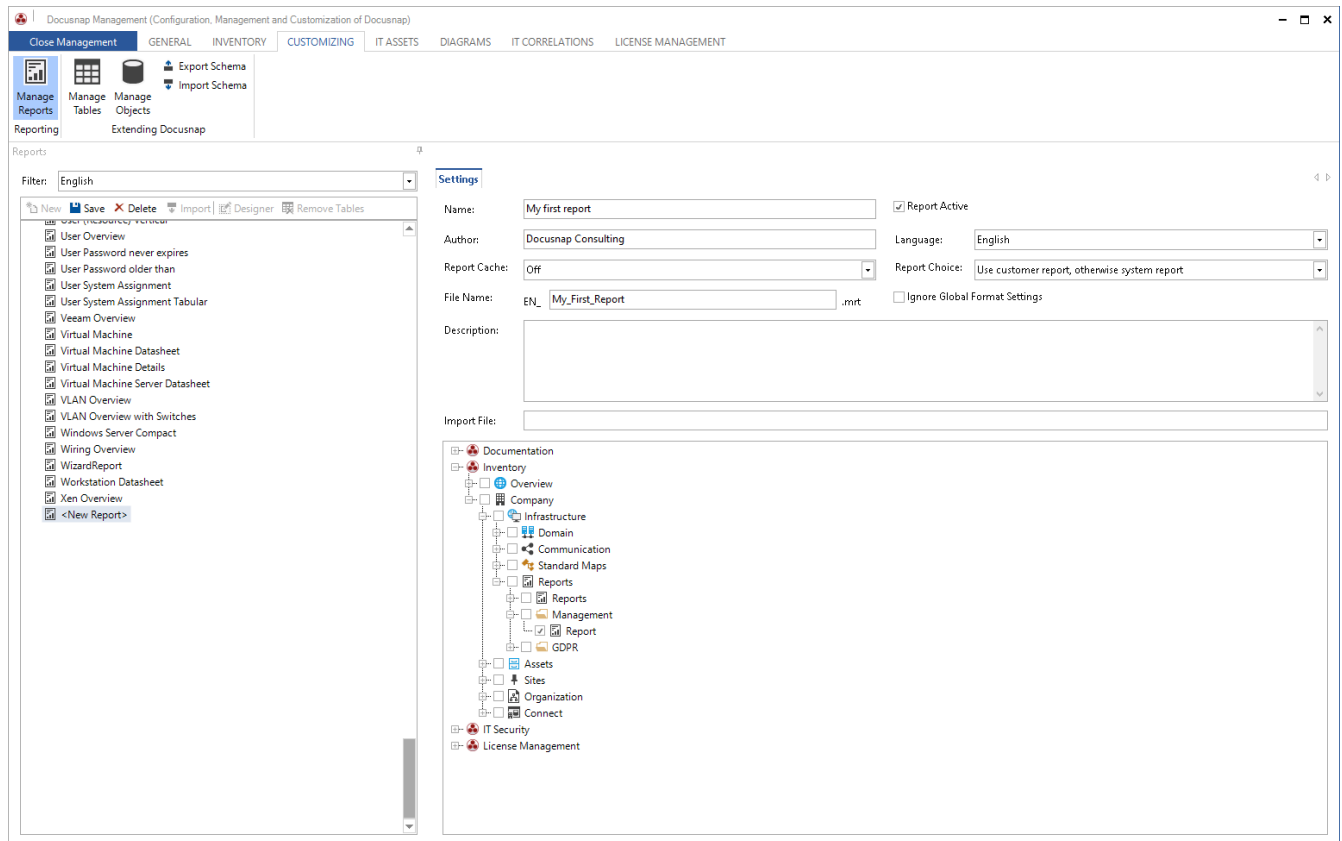 Docusnap Management (Configuration, Management and Customization of Docusnap)
Close Management GENERAL INVENTORY CUSTOMIZING IT ASSETS DIAGRAMS IT CORRELATIONS LICENSE MANAGEMENT
Manage Reports
Manage Tables
Manage Objects
Export Schema
Import Schema
Reporting
Extending Docusnap
Reports
Filter: English
New Save Delete Import Designer Remove Tables
User (Resource) Vertical
User Overview
User Password never expires
User Password older than
User System Assignment
User System Assignment Tabular
Veeam Overview
Virtual Machine
Virtual Machine Datasheet
Virtual Machine Details
Virtual Machine Server Datasheet
VLAN Overview
VLAN Overview with Switches
Windows Server Compact
Wiring Overview
WizardReport
Workstation Datasheet
Xen Overview
<New Report>
Settings
Name: My first report
Report Active
Author: Docusnap Consulting
Language: English
Report Cache: Off
Report Choice: Use customer report, otherwise system report
File Name: EN_ My_First_Report .mrt
Ignore Global Format Settings
Description:
Import File:
Documentation
Inventory
Overview
Company
Infrastructure
Domain
Communication
Standard Maps
Reports
Reports
Management
Report
GDPR
Assets
Sites
Organization
Connect
IT Security
License Management